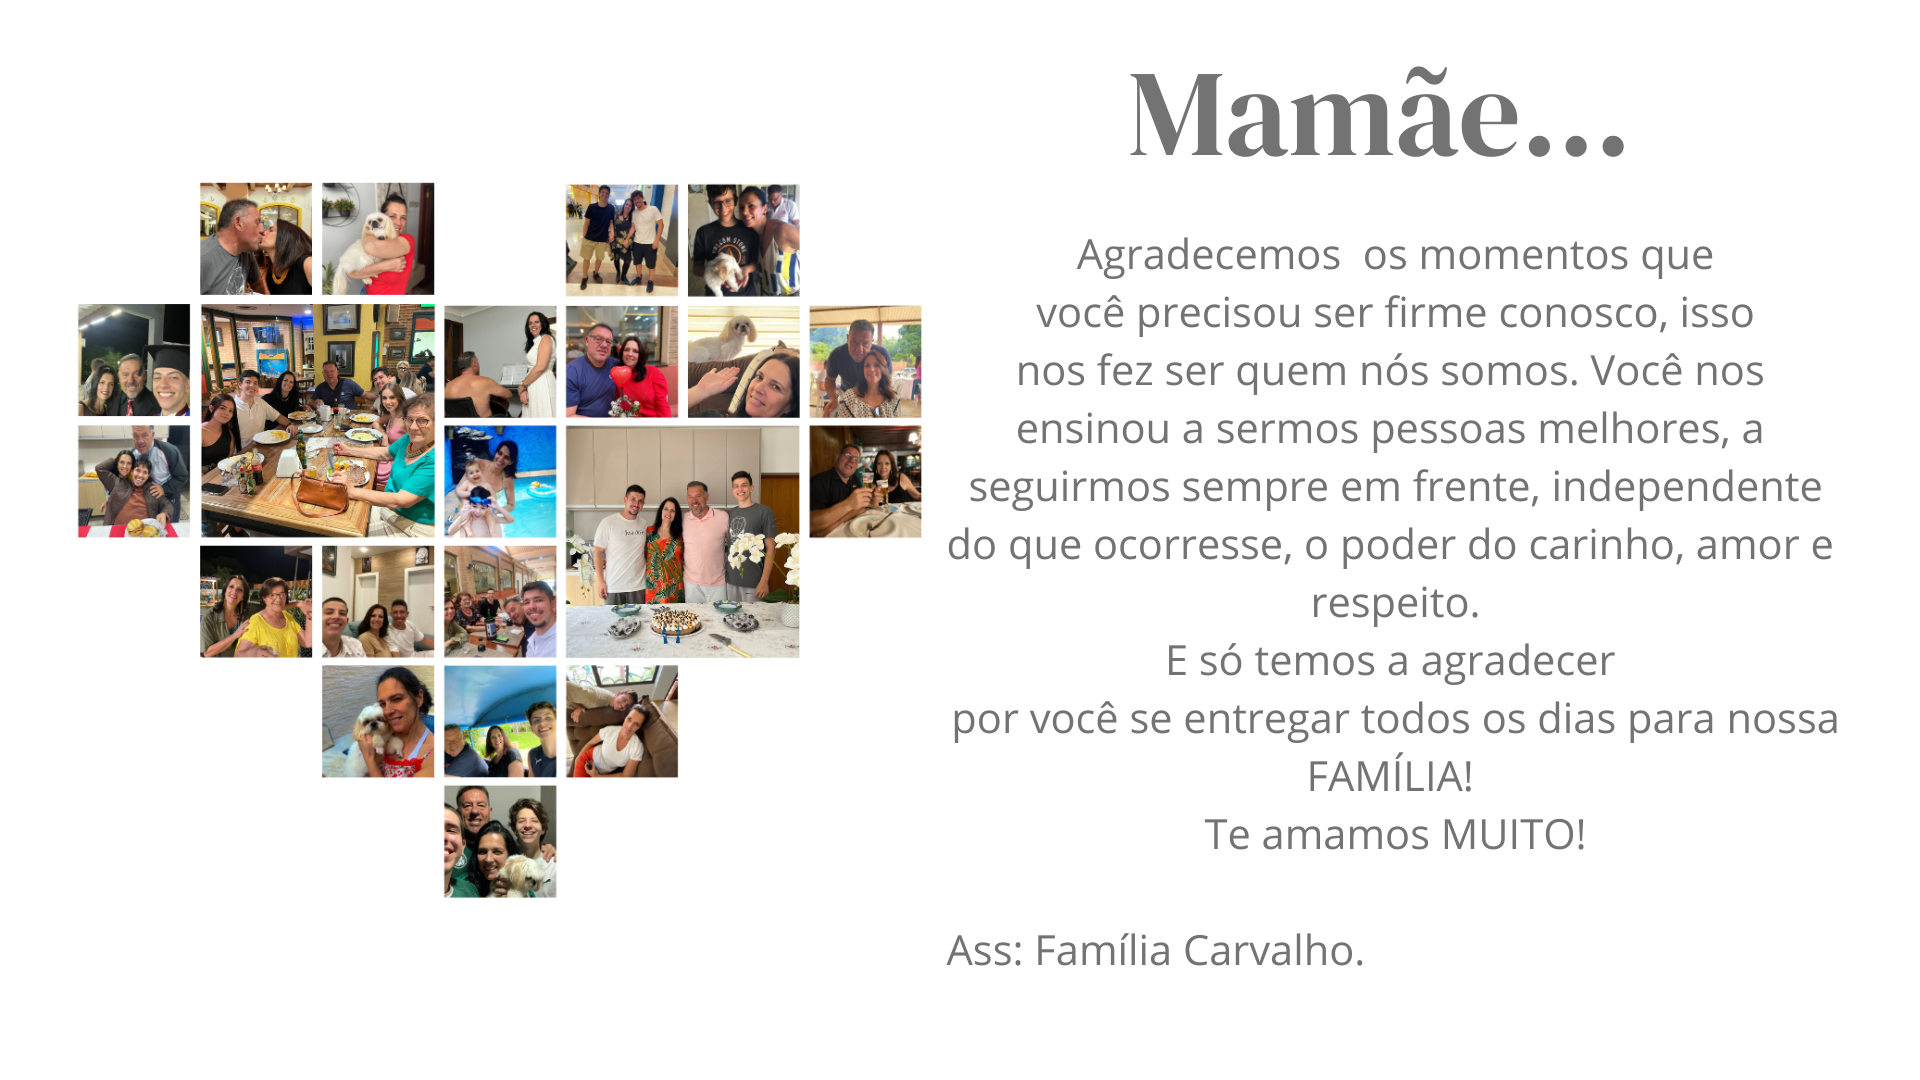 Mamãe...
Agradecemos  os momentos que
você precisou ser firme conosco, isso
nos fez ser quem nós somos. Você nos
ensinou a sermos pessoas melhores, a
seguirmos sempre em frente, independente
do que ocorresse, o poder do carinho, amor e
respeito.
E só temos a agradecer
por você se entregar todos os dias para nossa
FAMÍLIA!
Te amamos MUITO!
Ass: Família Carvalho.